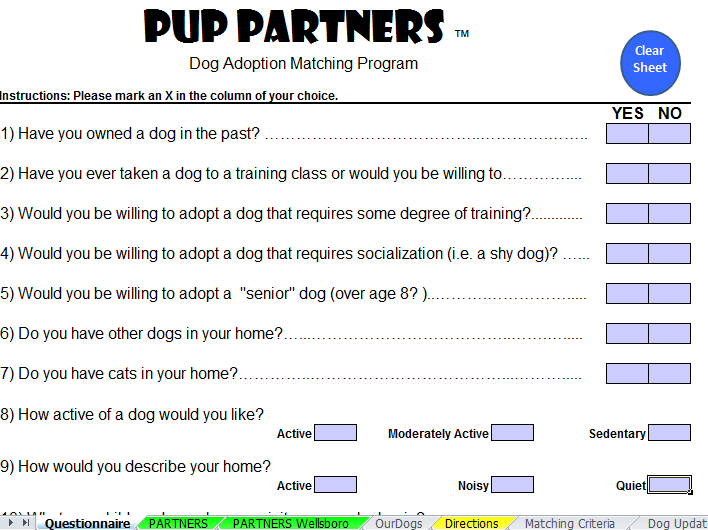 PUP PARTNERS TM
Dog Adoption Matching Program
Clear
Sheet
Instructions: Please mark an X in the column of your choice.
YES NO
1) Have you owned a dog in the past? ……………………………………..………….……..
2) Have you ever taken a dog to a training class or would you be willing to…………....
3) Would you be willing to adopt a dog that requires some degree of training?.............
4) Would you be willing to adopt a dog that requires socialization (i.e. a shy dog)? …...
5) Would you be willing to adopt a "senior" dog (over age 8? )..……….…………….....
6) Do you have other dogs in your home?…...……………………………..…….…….....
7) Do you have cats in your home?…………..……………………………..………..……....
8) How active of a dog would you like?
Active Moderately Active Sedentary
9) How would you describe your home?
Active Noisy Quiet
Questionnaire PARTNERS PARTNERS Wellsboro OurDogs Directions Matching Criteria Dog Updat